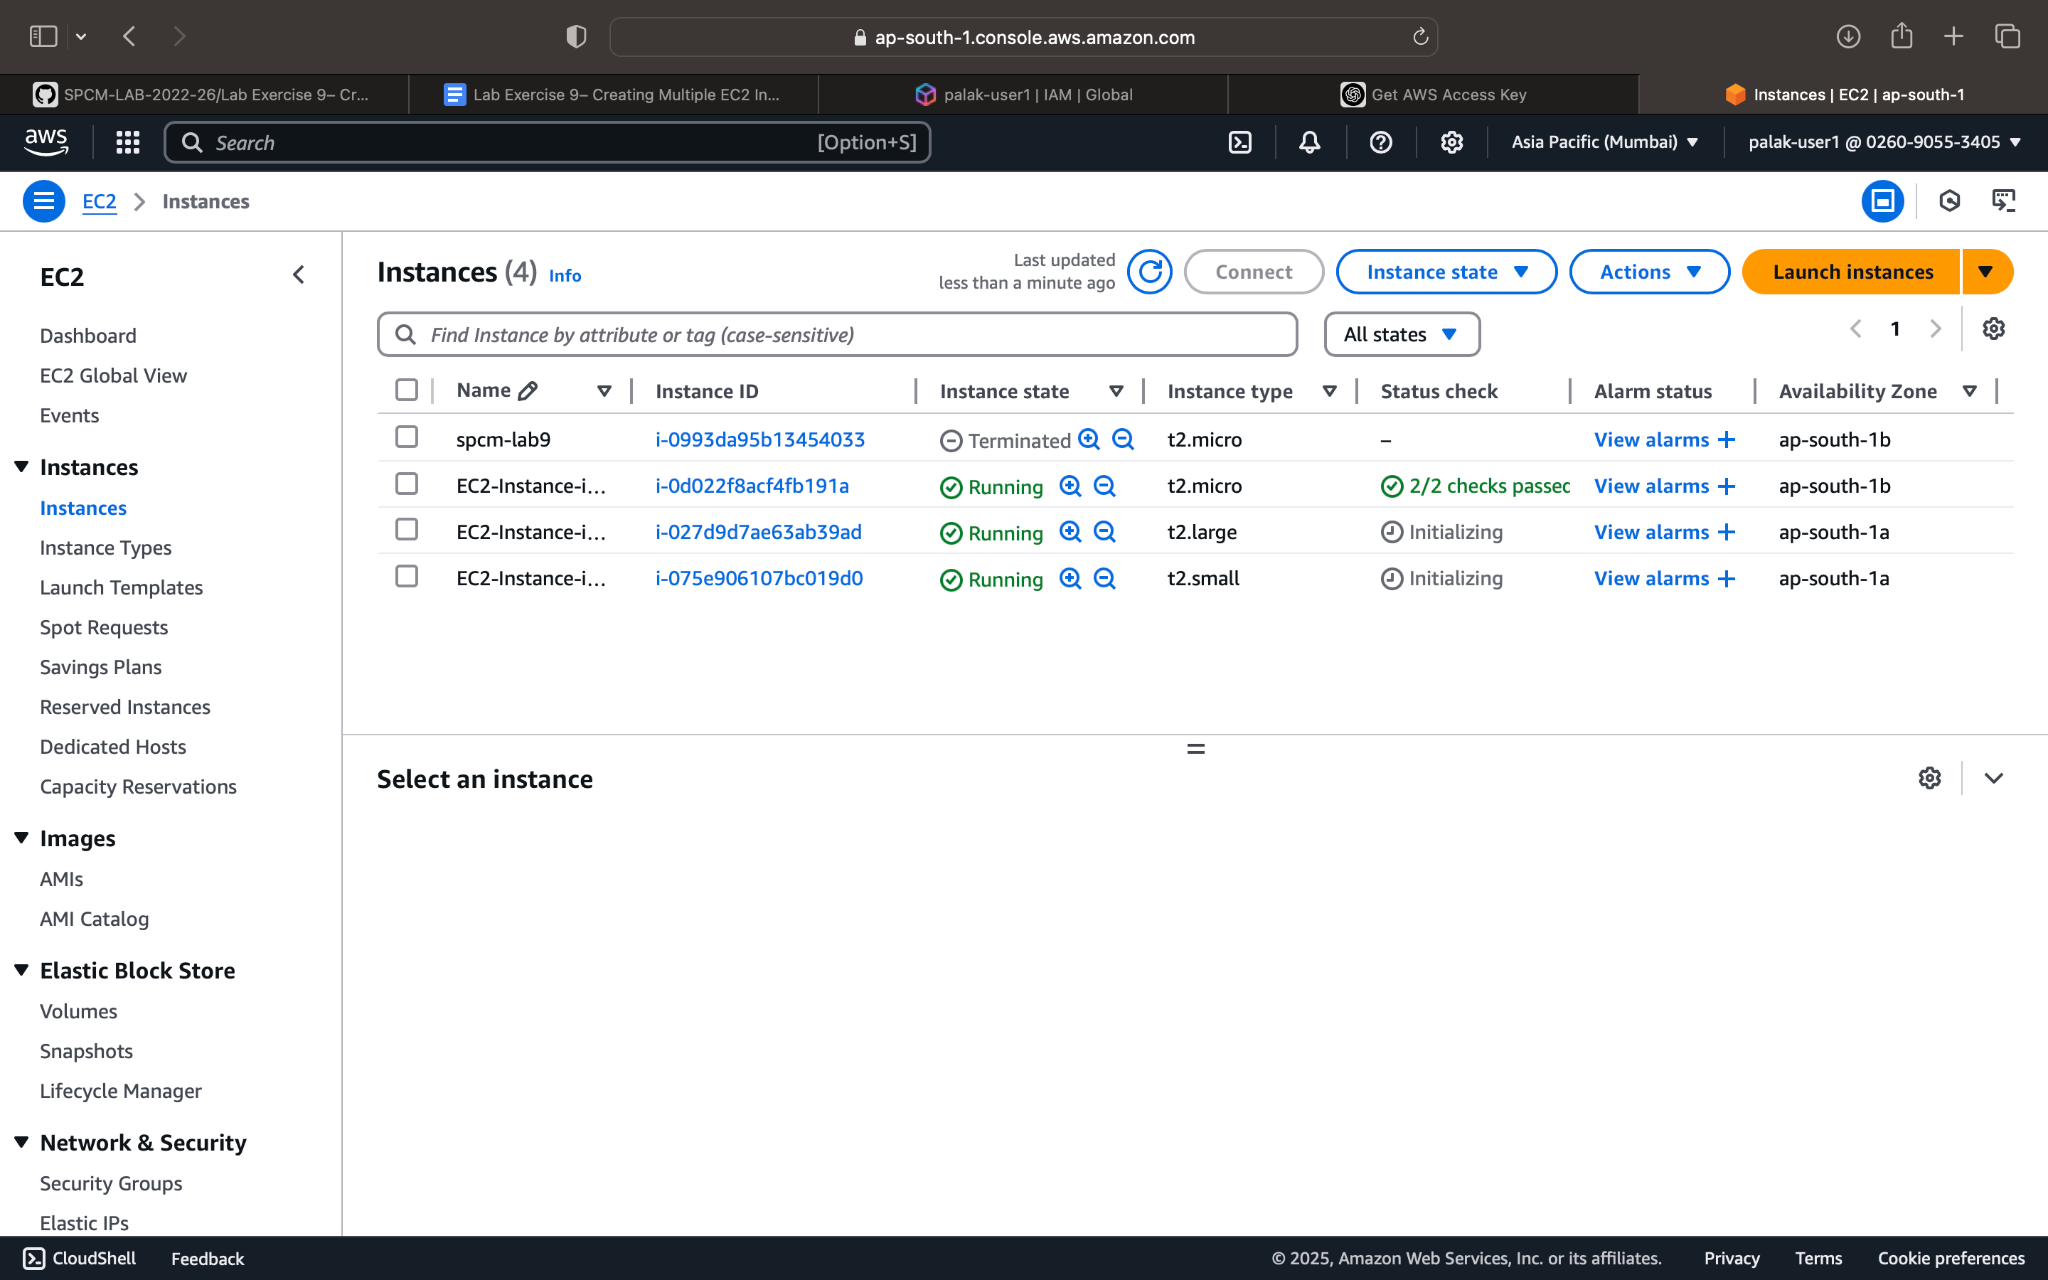 ap-south-1.console.aws.amazon.com
SPCM-LAB-2022-26/Lab Exercise 9– Cr...
Lab Exercise 9– Creating Multiple EC2 In...
palak-user1 | IAM | Global
Get AWS Access Key
Instances | EC2 | ap-south-1
aws
Search
[Option+S]
Asia Pacific (Mumbai)
palak-user1 @ 0260-9055-3405
EC2
Instances
EC2
Dashboard
EC2 Global View
Events
Instances
Instances
Instance Types
Launch Templates
Spot Requests
Savings Plans
Reserved Instances
Dedicated Hosts
Capacity Reservations
Images
AMIs
AMI Catalog
Elastic Block Store
Volumes
Snapshots
Lifecycle Manager
Network & Security
Security Groups
Elastic IPs
Instances (4) Info
Last updated
less than a minute ago
Connect
Instance state
Actions
Launch instances
Find Instance by attribute or tag (case-sensitive)
All states
1
Name Instance ID Instance state Instance type Status check Alarm status Availability Zone
spcm-lab9 i-0993da95b13454033 Terminated t2.micro – View alarms + ap-south-1b
EC2-Instance-i... i-0d022f8acf4fb191a Running t2.micro 2/2 checks passed View alarms + ap-south-1b
EC2-Instance-i... i-027d9d7ae63ab39ad Running t2.large Initializing View alarms + ap-south-1a
EC2-Instance-i... i-075e906107bc019d0 Running t2.small Initializing View alarms + ap-south-1a
Select an instance
CloudShell
Feedback
© 2025, Amazon Web Services, Inc. or its affiliates.
Privacy
Terms
Cookie preferences